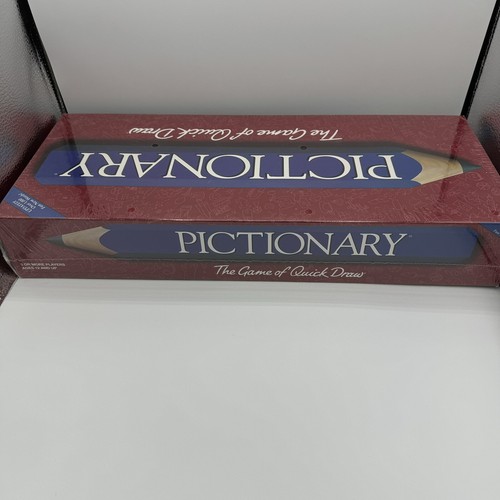 The Game of Quick Draw
PICTIONARY
PICTIONARY
The Game of Quick Draw